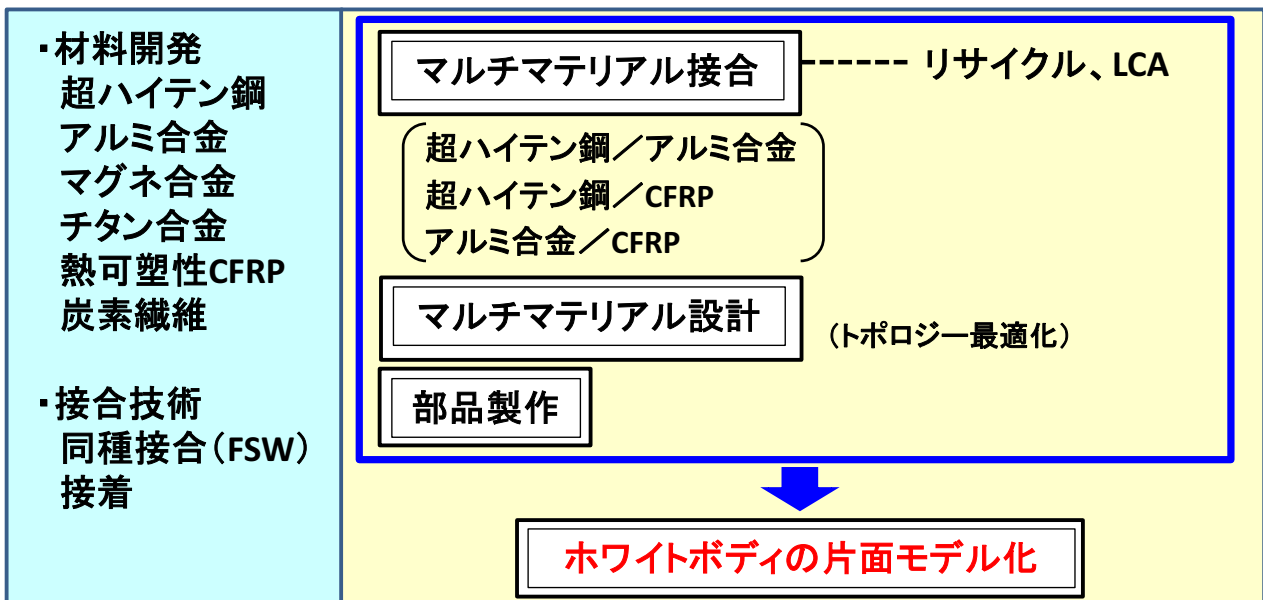 ・材料開発
超ハイテン鋼
アルミ合金
マグネ合金
チタン合金
熱可塑性CFRP
炭素繊維
・接合技術
同種接合(FSW)
接着
マルチマテリアル接合
リサイクル、LCA
超ハイテン鋼/アルミ合金
超ハイテン鋼/CFRP
アルミ合金/CFRP
マルチマテリアル設計
(トポロジー最適化)
部品製作
ホワイトボディの片面モデル化